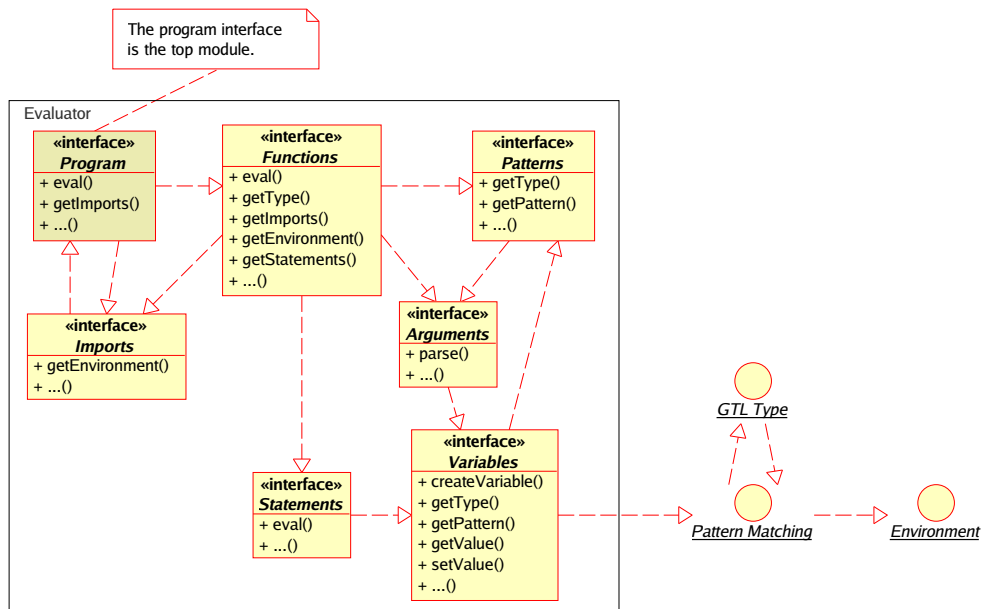 The program interface
is the top module.
Evaluator
«interface»
Program
+ eval()
+ getImports()
+ ...()
«interface»
Functions
+ eval()
+ getType()
+ getImports()
+ getEnvironment()
+ getStatements()
+ ...()
«interface»
Patterns
+ getType()
+ getPattern()
+ ...()
«interface»
Imports
+ getEnvironment()
+ ...()
«interface»
Arguments
+ parse()
+ ...()
«interface»
Statements
+ eval()
+ ...()
«interface»
Variables
+ createVariable()
+ getType()
+ getPattern()
+ getValue()
+ setValue()
+ ...()
GTL Type
Pattern Matching
Environment